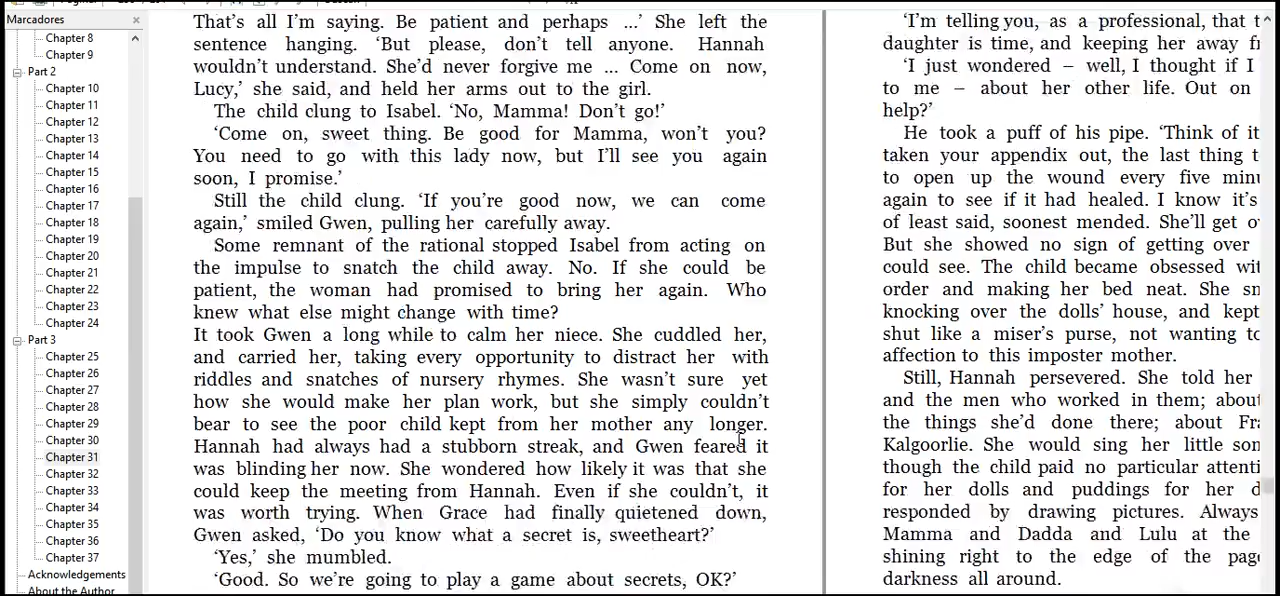 Marcadores
Chapter 8
Chapter 9
Part 2
Chapter 10
Chapter 11
Chapter 12
Chapter 13
Chapter 14
Chapter 15
Chapter 16
Chapter 17
Chapter 18
Chapter 19
Chapter 20
Chapter 21
Chapter 22
Chapter 23
Chapter 24
Part 3
Chapter 25
Chapter 26
Chapter 27
Chapter 28
Chapter 29
Chapter 30
Chapter 31
Chapter 32
Chapter 33
Chapter 34
Chapter 35
Chapter 36
Chapter 37
Acknowledgements
About the Author
That's all I'm saying. Be patient and perhaps ...' She left the
sentence hanging. 'But please, don't tell anyone. Hannah
wouldn't understand. She'd never forgive me ... Come on now,
Lucy,' she said, and held her arms out to the girl.
The child clung to Isabel. 'No, Mamma! Don't go!'
'Come on, sweet thing. Be good for Mamma, won't you?
You need to go with this lady now, but I'll see you again
soon, I promise.'
Still the child clung. 'If you're good now, we can come
again,' smiled Gwen, pulling her carefully away.
Some remnant of the rational stopped Isabel from acting on
the impulse to snatch the child away. No. If she could be
patient, the woman had promised to bring her again. Who
knew what else might change with time?
It took Gwen a long while to calm her niece. She cuddled her,
and carried her, taking every opportunity to distract her with
riddles and snatches of nursery rhymes. She wasn't sure yet
how she would make her plan work, but she simply couldn't
bear to see the poor child kept from her mother any longer.
Hannah had always had a stubborn streak, and Gwen feared it
was blinding her now. She wondered how likely it was that she
could keep the meeting from Hannah. Even if she couldn't, it
was worth trying. When Grace had finally quietened down,
Gwen asked, 'Do you know what a secret is, sweetheart?'
'Yes,' she mumbled.
'Good. So we're going to play a game about secrets, OK?'
'I'm telling you, as a professional, that
daughter is time, and keeping her away
'I just wondered – well, I thought if I
to me – about her other life. Out on
help?'
He took a puff of his pipe. 'Think of it
taken your appendix out, the last thing
to open up the wound every five
again to see if it had healed. I know it's
of least said, soonest mended. She'll get
But she showed no sign of getting over
could see. The child became obsessed
order and making her bed neat. She
knocking over the dolls' house, and kept
shut like a miser's purse, not wanting
affection to this imposter mother.
Still, Hannah persevered. She told her
and the men who worked in them;
the things she'd done there; about
Kalgoorlie. She would sing her little
though the child paid no particular
for her dolls and puddings for her
responded by drawing pictures. Always
Mamma and Dadda and Lulu at the
shining right to the edge of the
darkness all around.